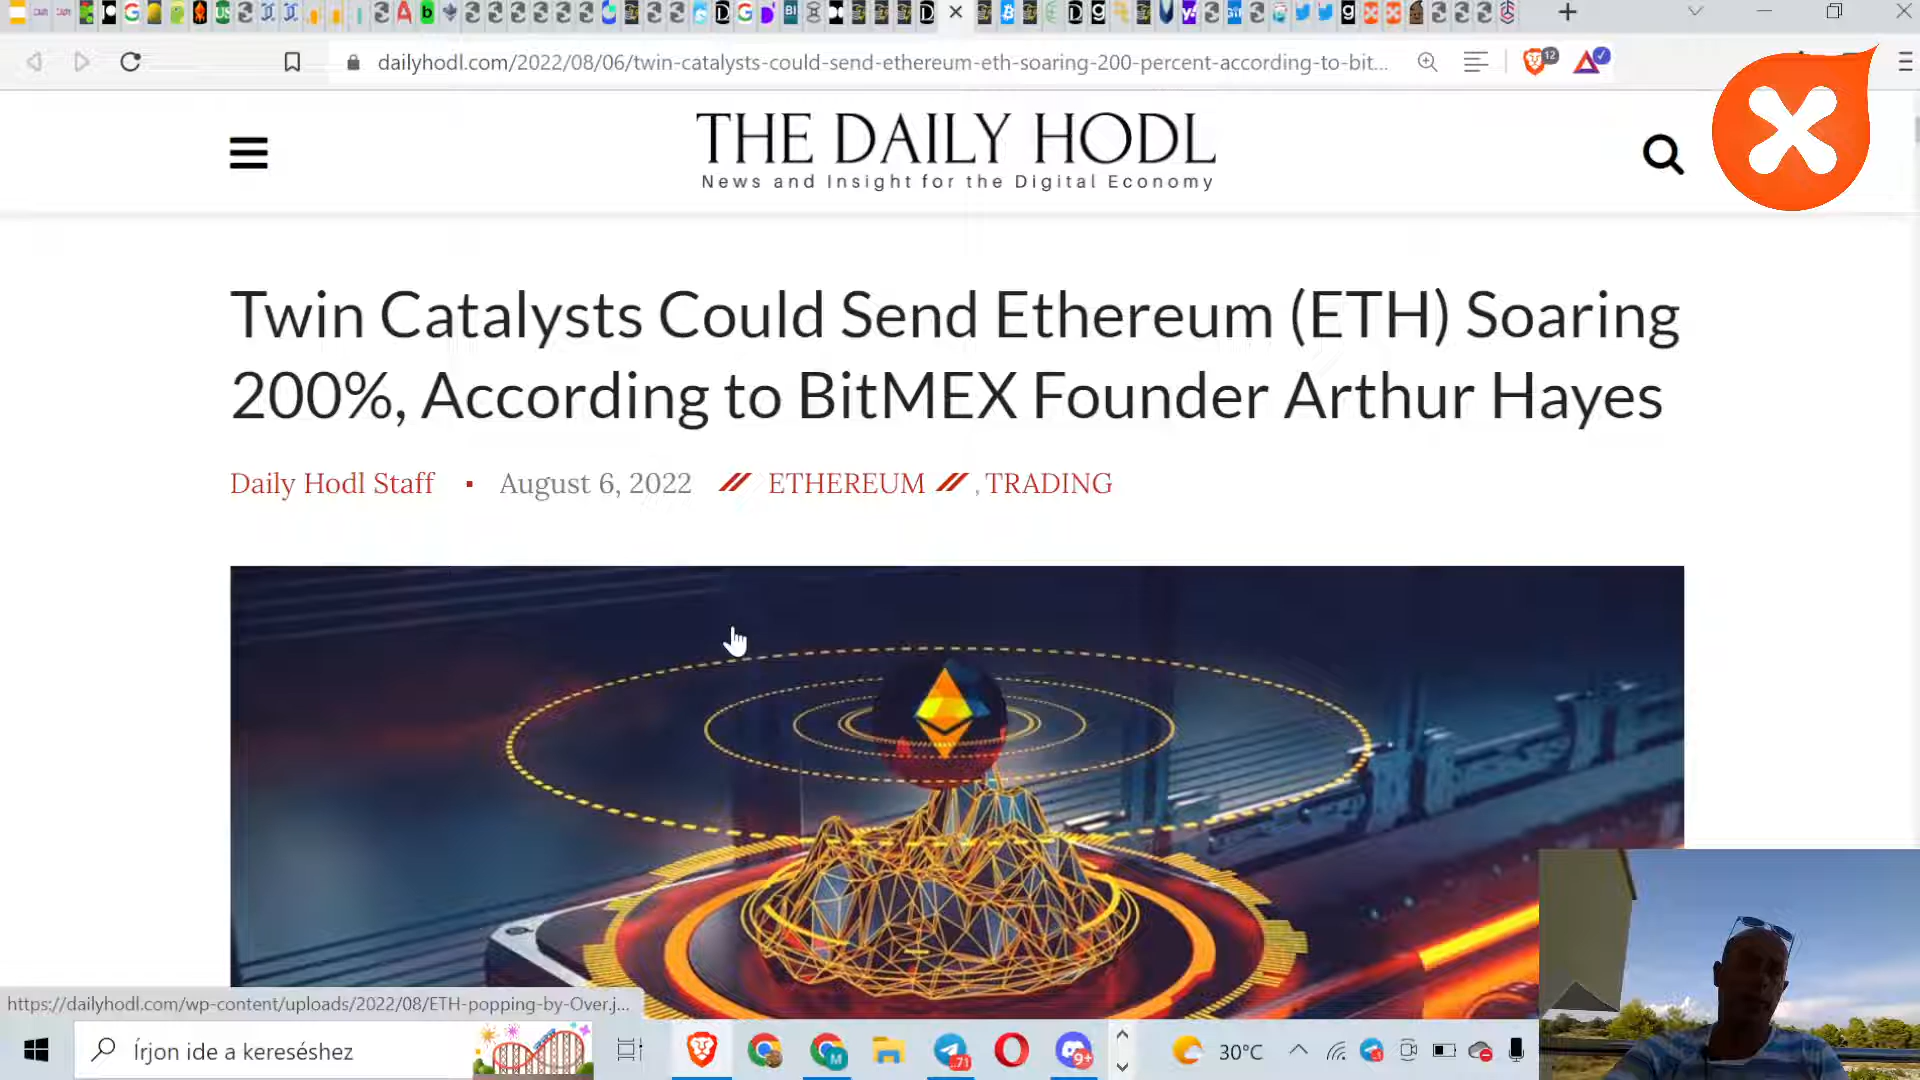 dailyhodl.com/2022/08/06/twin-catalysts-could-send-ethereum-eth-soaring-200-percent-according-to-bit...
12
THE DAILY HODL
News and Insight for the Digital Economy
Twin Catalysts Could Send Ethereum (ETH) Soaring
200%, According to BitMEX Founder Arthur Hayes
Daily Hodl Staff ▪ August 6, 2022 // ETHEREUM // , TRADING
https://dailyhodl.com/wp-content/uploads/2022/08/ETH-popping-by-Over.j...
Írjon ide a kereséshez
M
71
9+
30°C